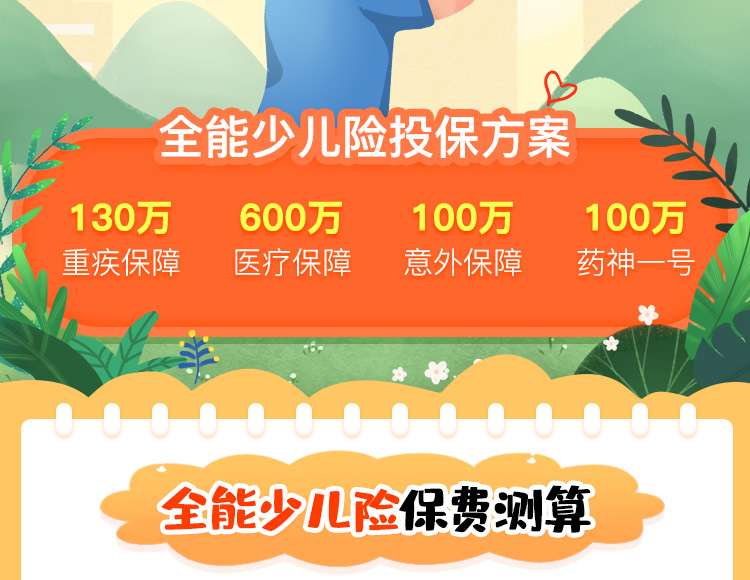 全能少儿险投保方案
130万 600万 100万 100万
重疾保障 医疗保障 意外保障 药神一号
全能少儿险保费测算